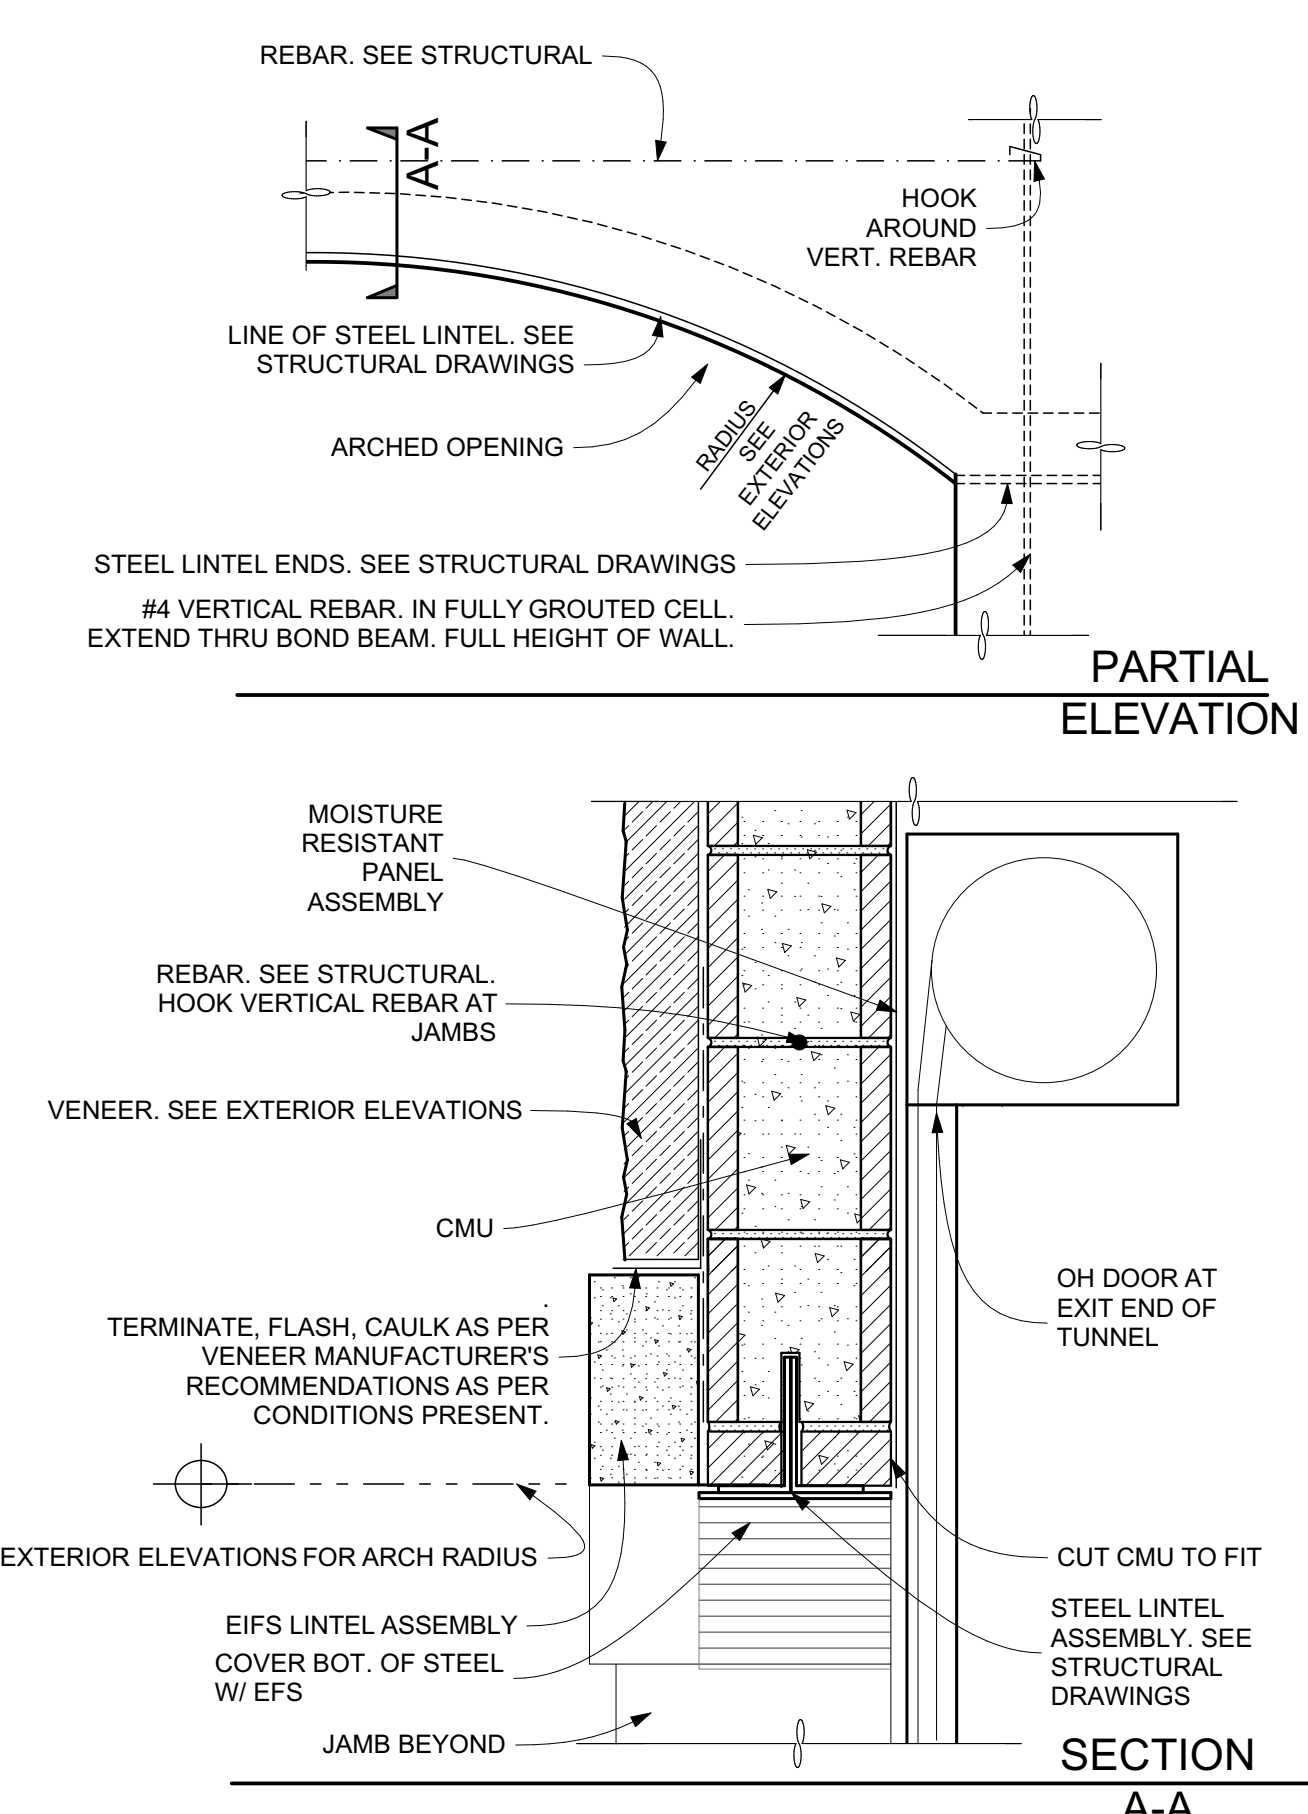 REBAR. SEE STRUCTURAL
A-A
HOOK
AROUND
VERT. REBAR
LINE OF STEEL LINTEL. SEE
STRUCTURAL DRAWINGS
ARCHED OPENING
RADIUS
SEE
EXTERIOR
ELEVATIONS
STEEL LINTEL ENDS. SEE STRUCTURAL DRAWINGS
#4 VERTICAL REBAR. IN FULLY GROUTED CELL.
EXTEND THRU BOND BEAM. FULL HEIGHT OF WALL.
PARTIAL
ELEVATION
MOISTURE
RESISTANT
PANEL
ASSEMBLY
REBAR. SEE STRUCTURAL.
HOOK VERTICAL REBAR AT
JAMBS
VENEER. SEE EXTERIOR ELEVATIONS
CMU
OH DOOR AT
EXIT END OF
TUNNEL
.
TERMINATE, FLASH, CAULK AS PER
VENEER MANUFACTURER'S
RECOMMENDATIONS AS PER
CONDITIONS PRESENT.
EXTERIOR ELEVATIONS FOR ARCH RADIUS
CUT CMU TO FIT
EIFS LINTEL ASSEMBLY
COVER BOT. OF STEEL
W/ EFS
STEEL LINTEL
ASSEMBLY. SEE
STRUCTURAL
DRAWINGS
JAMB BEYOND
SECTION
A-A